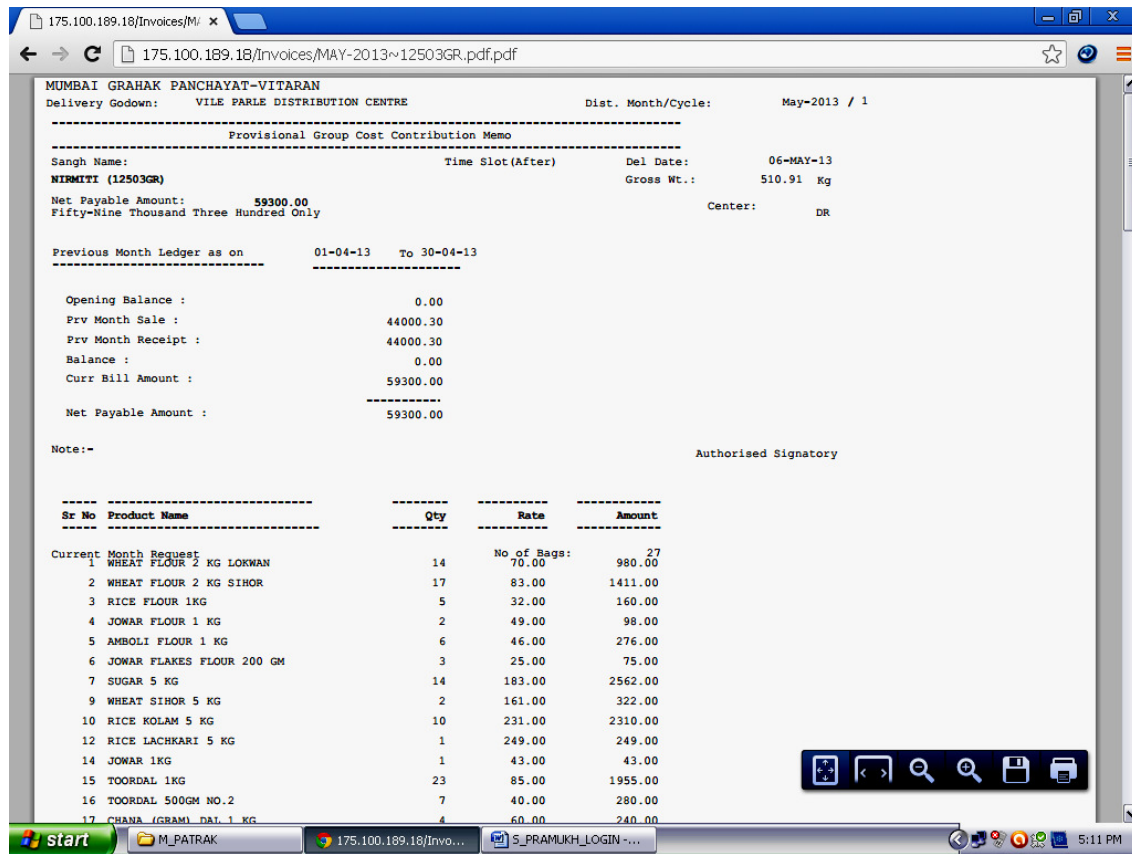 175.100.189.18/Invoices/M/
175.100.189.18/Invoices/MAY-2013~12503GR.pdf.pdf
MUMBAI GRAHAK PANCHAYAT-VITARAN
Delivery Godown: VILE PARLE DISTRIBUTION CENTRE Dist. Month/Cycle: May-2013 / 1
Provisional Group Cost Contribution Memo
Sangh Name: Time Slot(After) Del Date: 06-MAY-13
NIRMITI (12503GR) Gross Wt.: 510.91 Kg
Net Payable Amount: 59300.00
Fifty-Nine Thousand Three Hundred Only Center: DR
Previous Month Ledger as on 01-04-13 To 30-04-13
Opening Balance : 0.00
Prv Month Sale : 44000.30
Prv Month Receipt : 44000.30
Balance : 0.00
Curr Bill Amount : 59300.00
Net Payable Amount : 59300.00
Note:-
Authorised Signatory
Sr No Product Name Qty Rate Amount
Current Month Request No of Bags: 27
1 WHEAT FLOUR 2 KG LOKWAN 14 70.00 980.00
2 WHEAT FLOUR 2 KG SIHOR 17 83.00 1411.00
3 RICE FLOUR 1KG 5 32.00 160.00
4 JOWAR FLOUR 1 KG 2 49.00 98.00
5 AMBOLI FLOUR 1 KG 6 46.00 276.00
6 JOWAR FLAKES FLOUR 200 GM 3 25.00 75.00
7 SUGAR 5 KG 14 183.00 2562.00
9 WHEAT SIHOR 5 KG 2 161.00 322.00
10 RICE KOLAM 5 KG 10 231.00 2310.00
12 RICE LACHKARI 5 KG 1 249.00 249.00
14 JOWAR 1KG 1 43.00 43.00
15 TOORDAL 1KG 23 85.00 1955.00
16 TOORDAL 500GM NO.2 7 40.00 280.00
17 CHANA (GRAM) DAL 1 KG 4 60.00 240.00
start M_PATRAK 175.100.189.18/Invo... S_PRAMUKH_LOGIN -... 5:11 PM